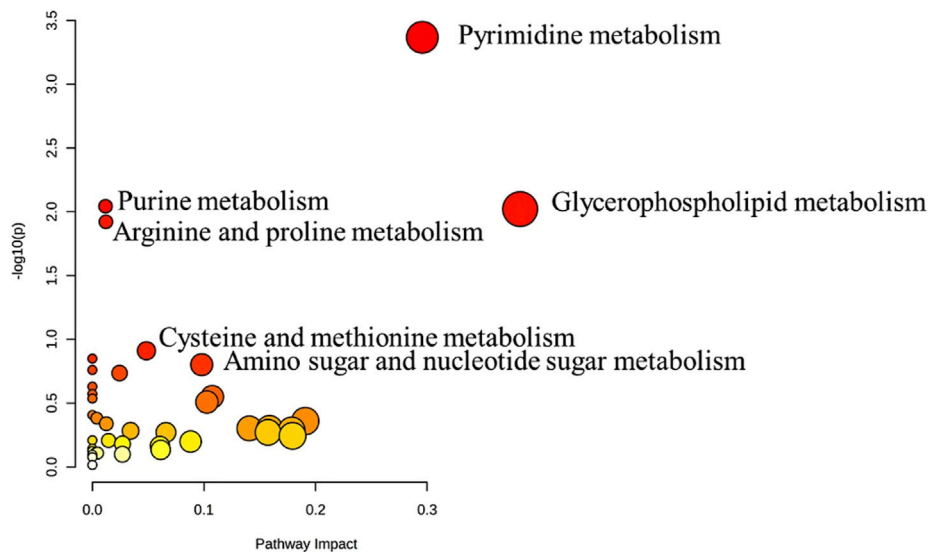 3.5
Pyrimidine metabolism
3.0
2.5
Purine metabolism
Glycerophospholipid metabolism
2.0
Arginine and proline metabolism
-log10(p)
1.5
1.0
Cysteine and methionine metabolism
Amino sugar and nucleotide sugar metabolism
0.5
0.0
0.0 0.1 0.2 0.3
Pathway Impact